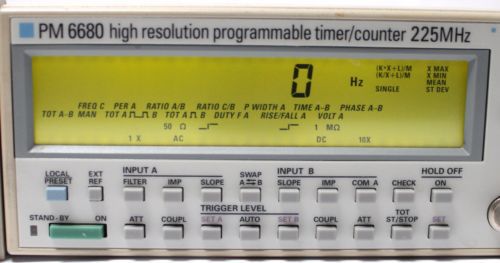 PM 6680 high resolution programmable timer/counter 225MHz
0 Hz
(K*X+L)/M X MAX
(K/X+L)/M X MIN
MEAN
SINGLE ST DEV
FREQ C PER A RATIO A/B RATIO C/B P WIDTH A TIME A-B PHASE A-B
TOT A-B MAN TOT A B TOT A B DUTY F A RISE/FALL A VOLT A
50 Ω 1 MΩ
1 X AC DC 10X
LOCAL PRESET EXT REF INPUT A SWAP A B INPUT B HOLD OFF
FILTER IMP SLOPE SLOPE IMP COM A CHECK ON
STAND-BY ON TRIGGER LEVEL TOT ST/STOP
ATT COUPL SET A AUTO SET B COUPL ATT SET